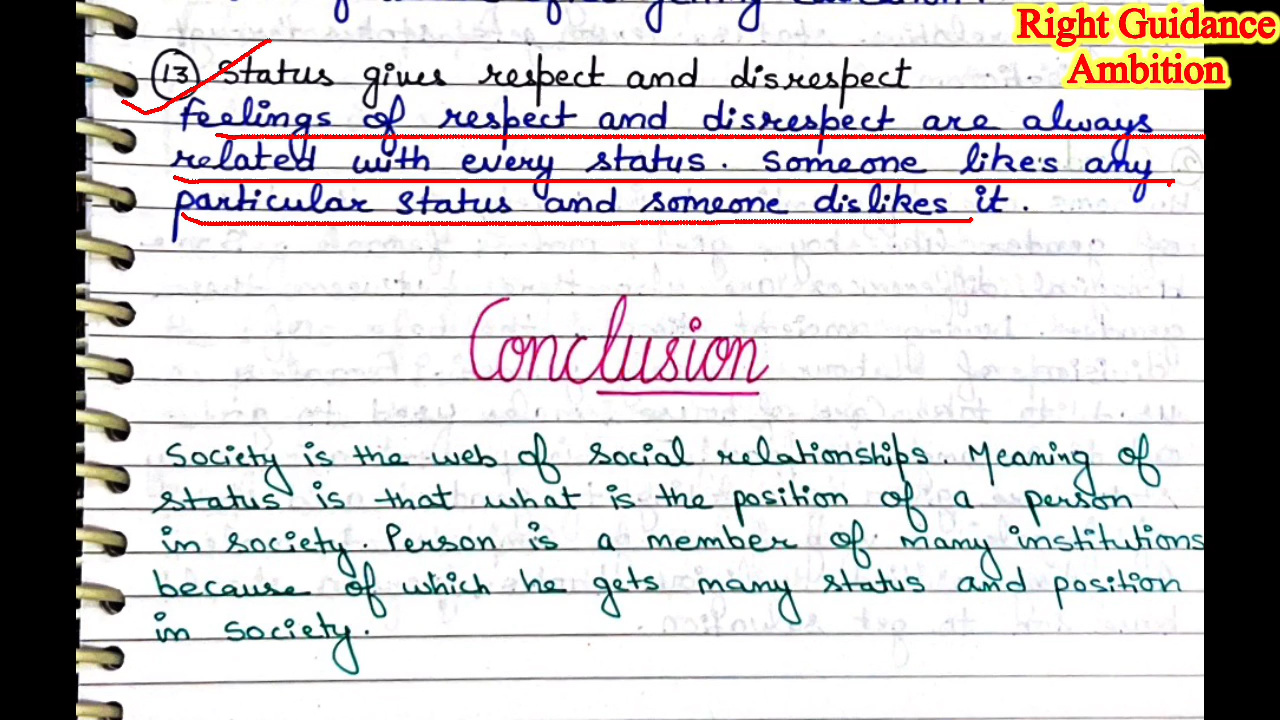 Right Guidance
Ambition
13 Status gives respect and disrespect
feelings of respect and disrespect are always
related with every status. Someone likes any
particular status and someone dislikes it.
Conclusion
Society is the web of social relationships. Meaning of
status is that what is the position of a person
in society. Person is a member of many institutions
because of which he gets many status and position
in society.